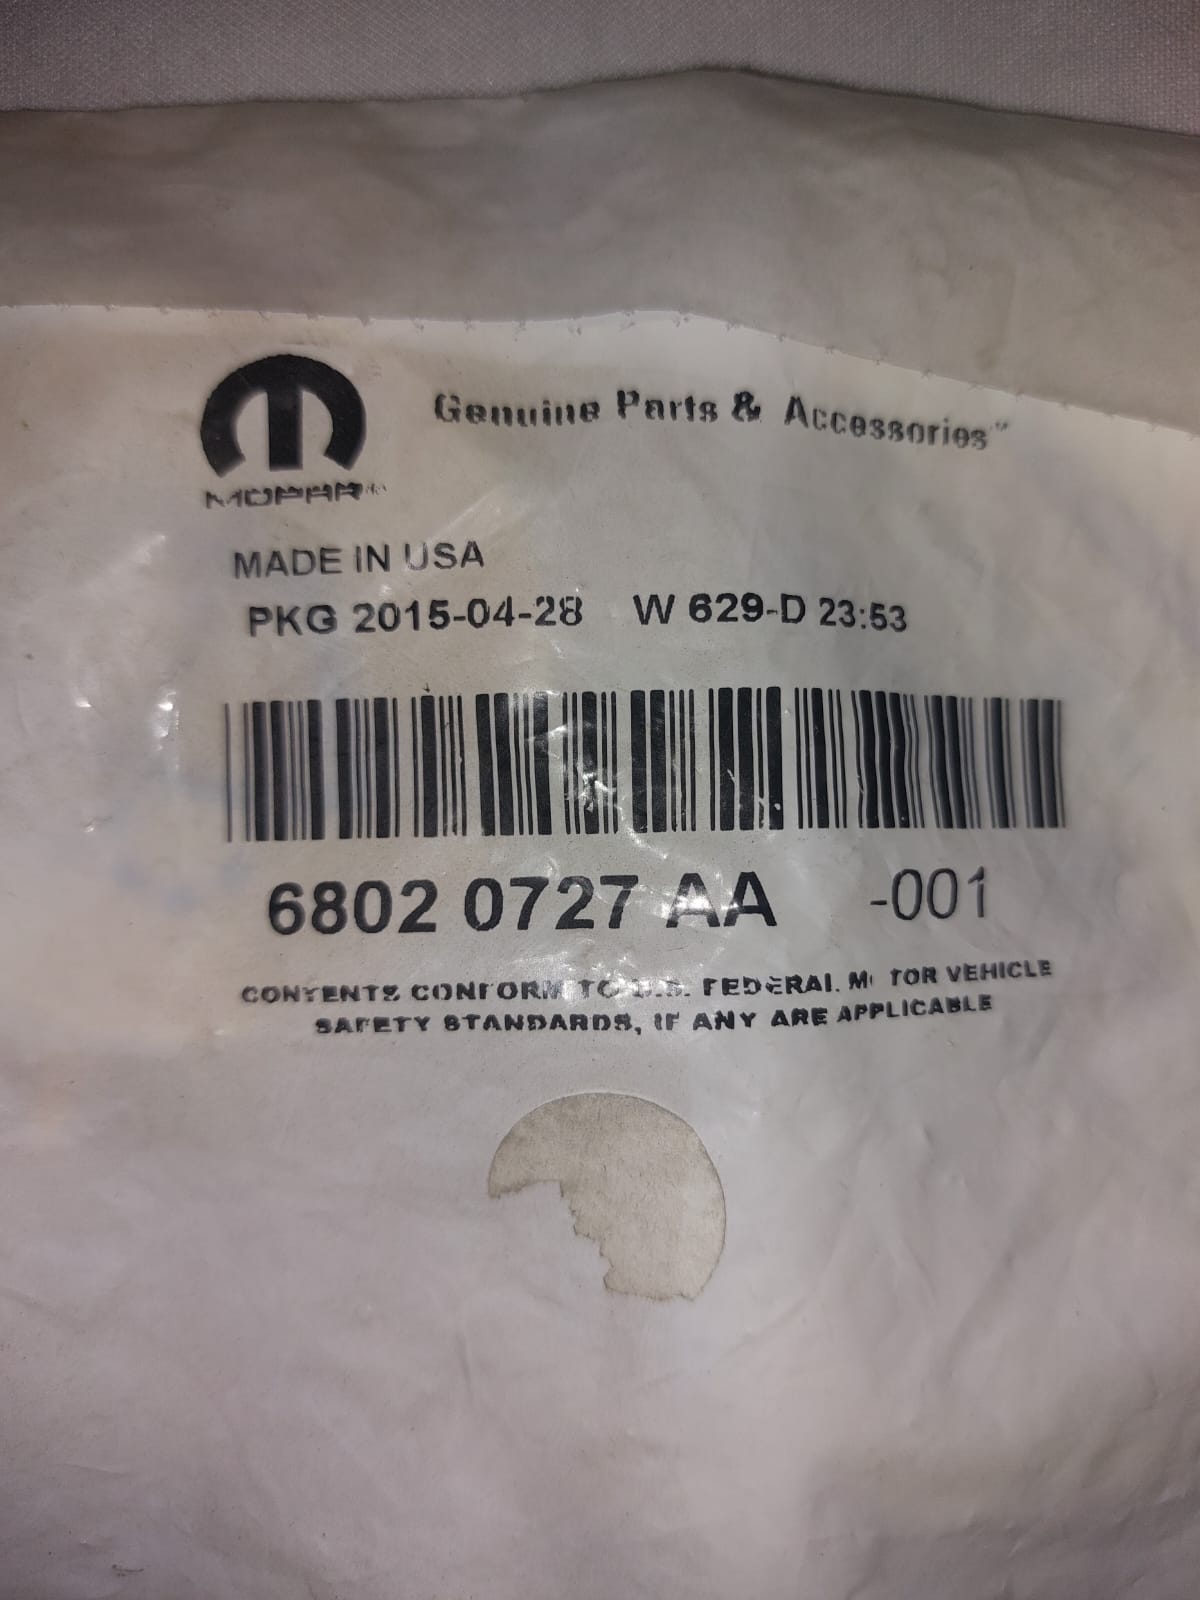 MOPAR®
Genuine Parts & Accessories™
MADE IN USA
PKG 2015-04-28 W 629-D 23:53
6802 0727 AA -001
CONTENTS CONFORM TO U.S. FEDERAL MOTOR VEHICLE
SAFETY STANDARDS, IF ANY ARE APPLICABLE